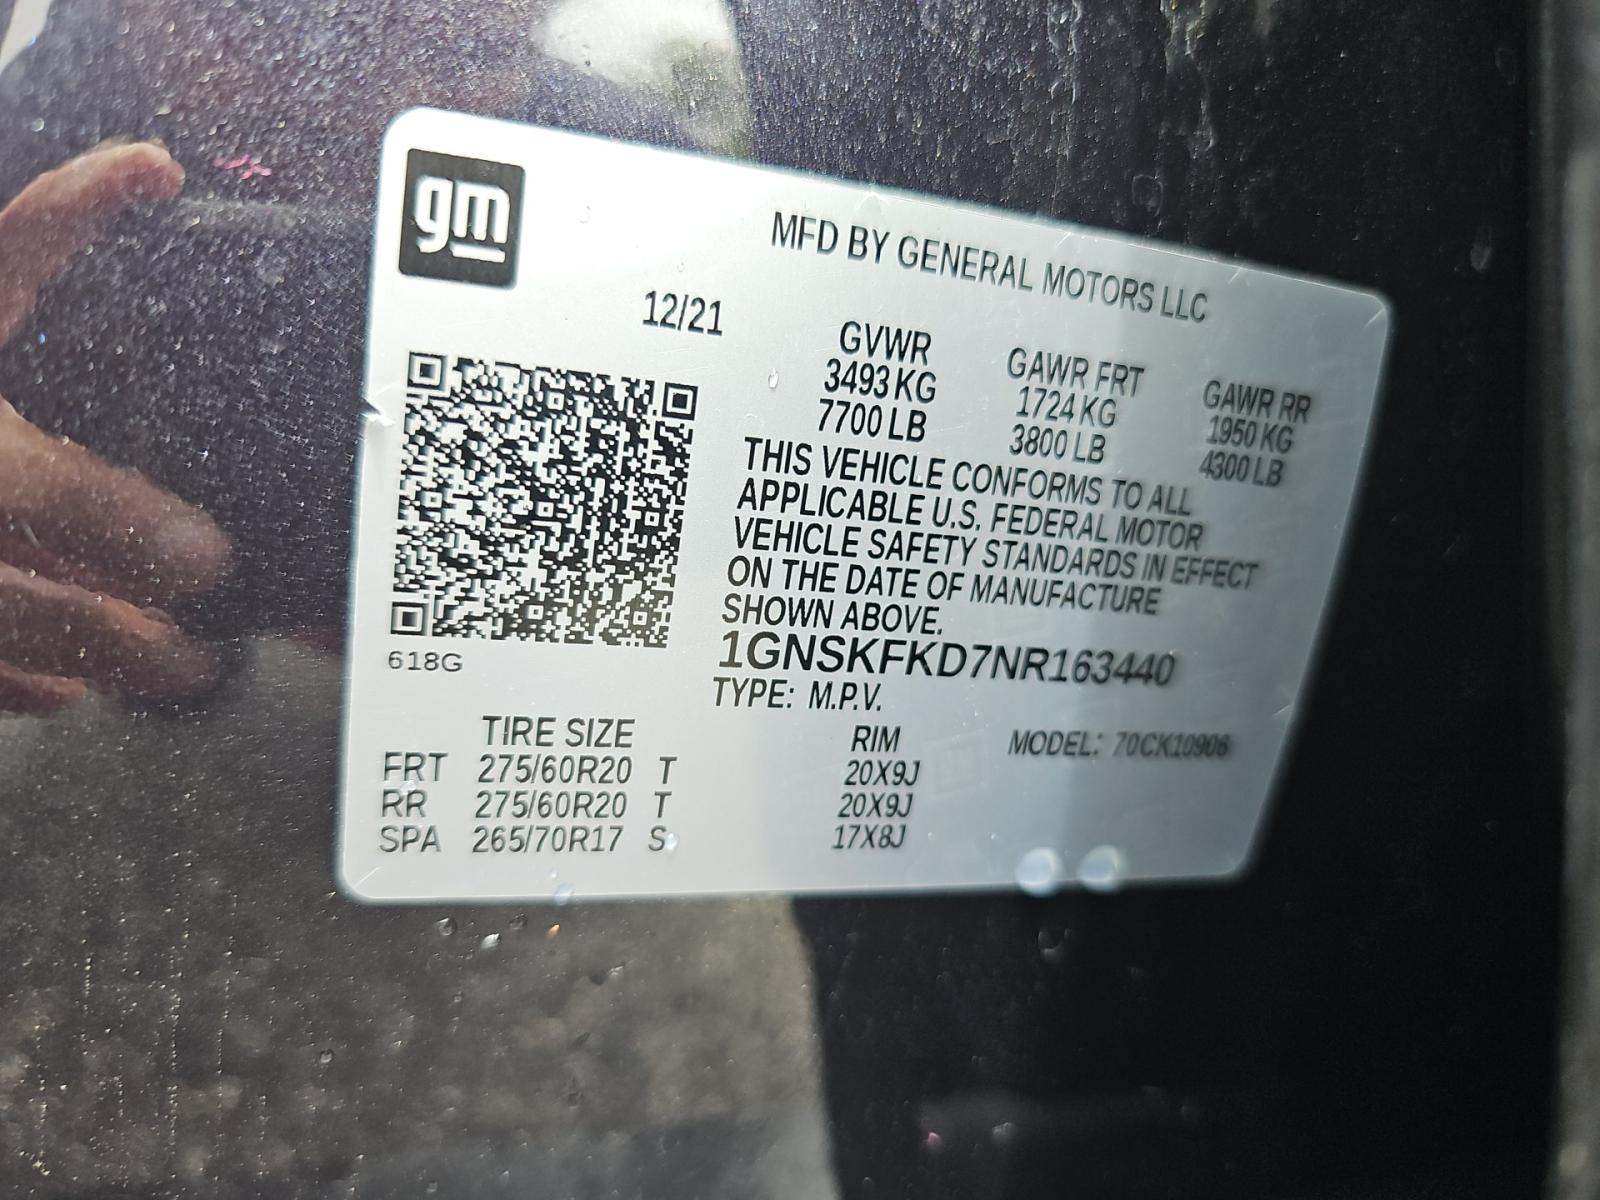 gm
MFD BY GENERAL MOTORS LLC
12/21
GVWR GAWR FRT GAWR RR
3493 KG 1724 KG 1950 KG
7700 LB 3800 LB 4300 LB
THIS VEHICLE CONFORMS TO ALL
APPLICABLE U.S. FEDERAL MOTOR
VEHICLE SAFETY STANDARDS IN EFFECT
ON THE DATE OF MANUFACTURE
SHOWN ABOVE.
1GNSKFKD7NR163440
618G
TYPE: M.P.V.
TIRE SIZE RIM MODEL: 70CK10906
FRT 275/60R20 T 20X9J
RR 275/60R20 T 20X9J
SPA 265/70R17 S 17X8J